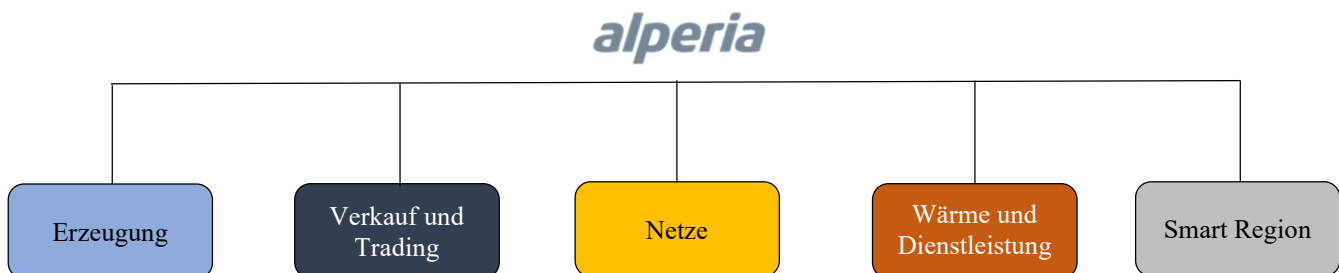 alperia
Erzeugung
Verkauf und
Trading
Netze
Wärme und
Dienstleistung
Smart Region